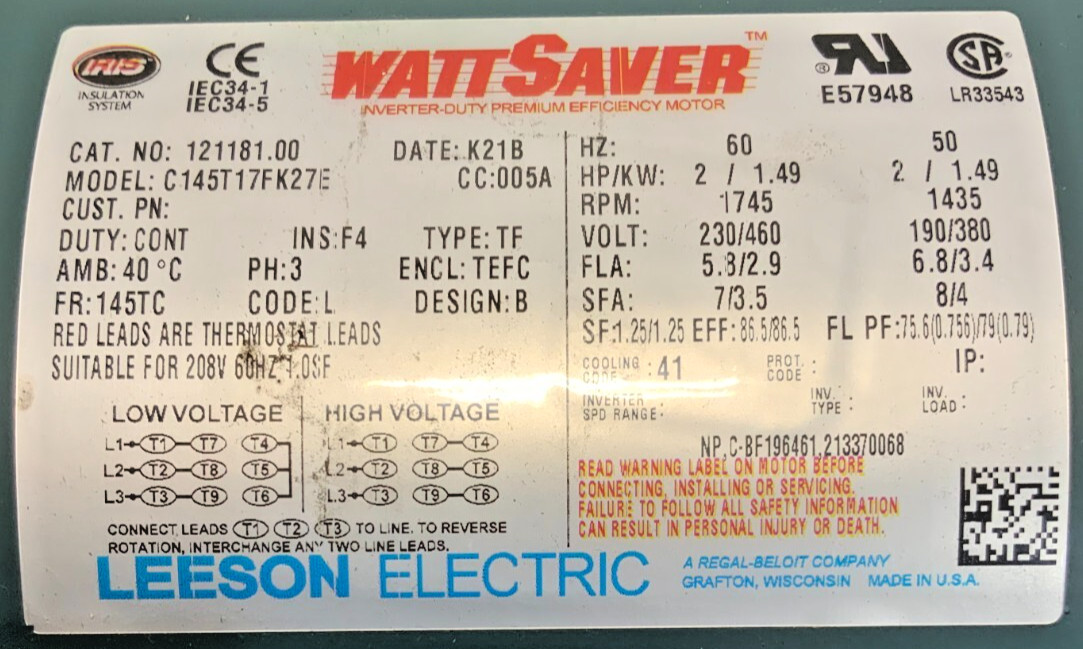 IRIS
INSULATION
SYSTEM
CE
IEC34-1
IEC34-5
WATTSAVER™
INVERTER-DUTY PREMIUM EFFICIENCY MOTOR
®
E57948
SA®
LR33543
CAT. NO: 121181.00 DATE: K21B
MODEL: C145T17FK27E CC:005A
CUST. PN:
DUTY: CONT INS:F4 TYPE: TF
AMB: 40 °C PH:3 ENCL: TEFC
FR:145TC CODE:L DESIGN: B
RED LEADS ARE THERMOSTAT LEADS
SUITABLE FOR 208V 60HZ 1.0SF
HZ: 60 50
HP/KW: 2 / 1.49 2 / 1.49
RPM: 1745 1435
VOLT: 230/460 190/380
FLA: 5.8/2.9 6.8/3.4
SFA: 7/3.5 8/4
SF:1.25/1.25 EFF: 86.5/86.5 FL PF:75.6(0.756)/79(0.79)
COOLING CODE : 41 PROT. CODE : IP:
INVERTER SPD RANGE: INV. TYPE : INV. LOAD :
LOW VOLTAGE
L1 T1 T7 T4
L2 T2 T8 T5
L3 T3 T9 T6
HIGH VOLTAGE
L1 T1 T7 T4
L2 T2 T8 T5
L3 T3 T9 T6
CONNECT LEADS T1 T2 T3 TO LINE. TO REVERSE
ROTATION, INTERCHANGE ANY TWO LINE LEADS.
NP,C-BF196461,213370068
READ WARNING LABEL ON MOTOR BEFORE
CONNECTING, INSTALLING OR SERVICING.
FAILURE TO FOLLOW ALL SAFETY INFORMATION
CAN RESULT IN PERSONAL INJURY OR DEATH.
LEESON ELECTRIC
A REGAL-BELOIT COMPANY
GRAFTON, WISCONSIN MADE IN U.S.A.